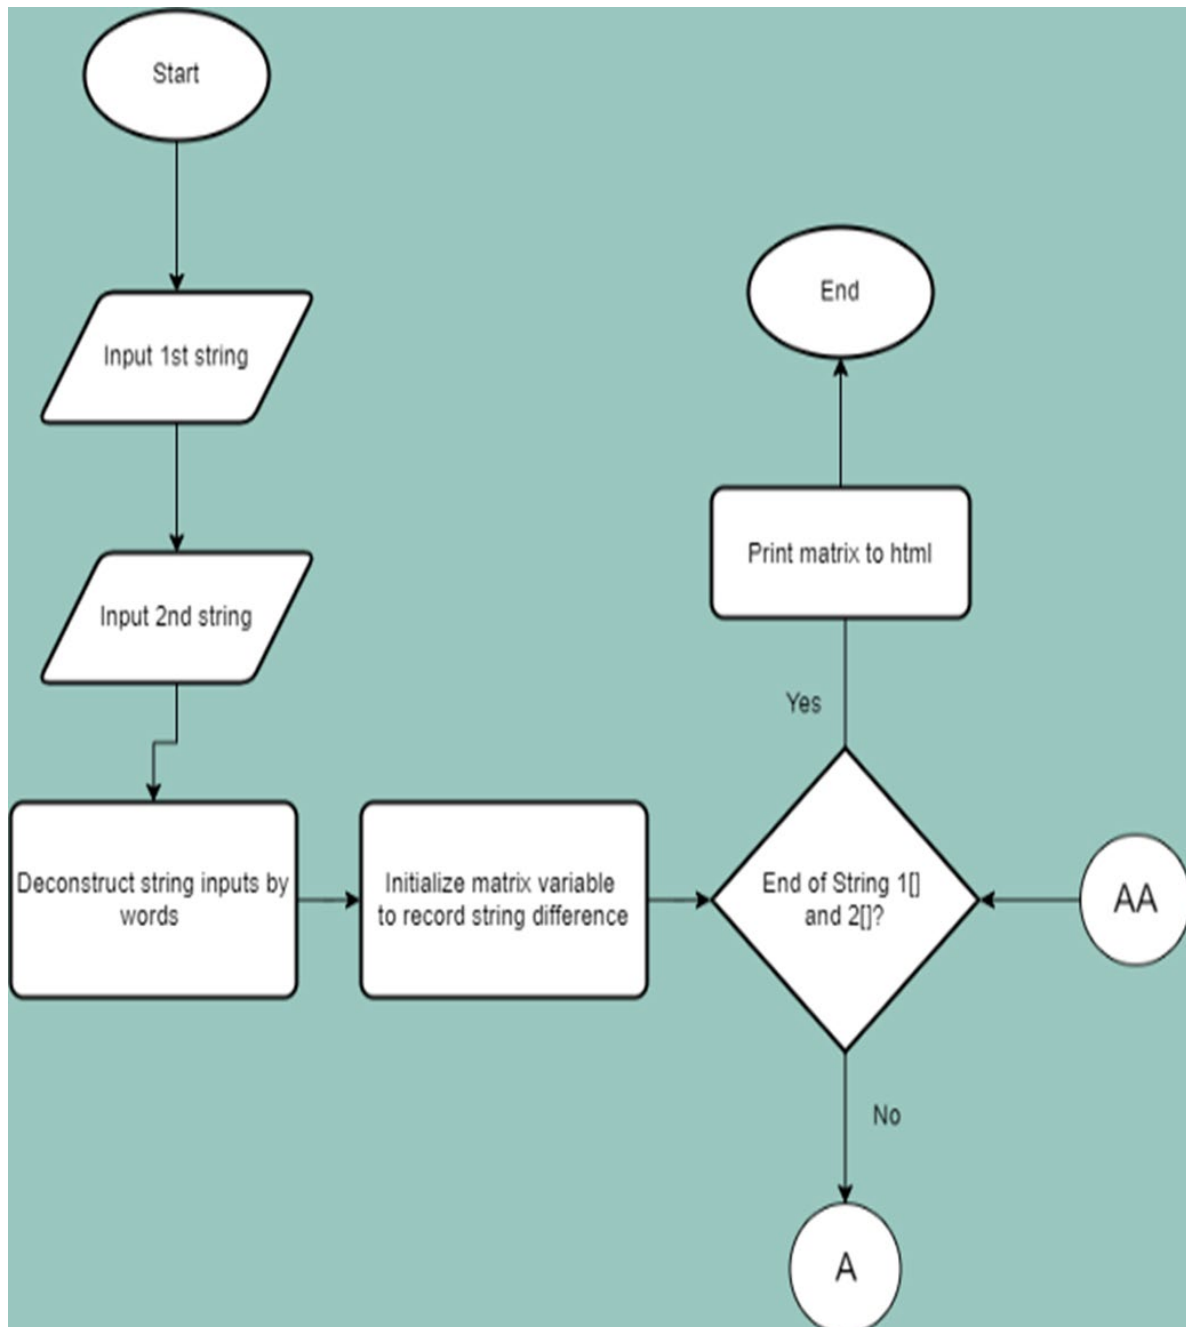 Start
Input 1st string
Input 2nd string
Deconstruct string inputs by
words
Initialize matrix variable
to record string difference
End of String 1[]
and 2[]?
Yes
Print matrix to html
End
No
A
AA